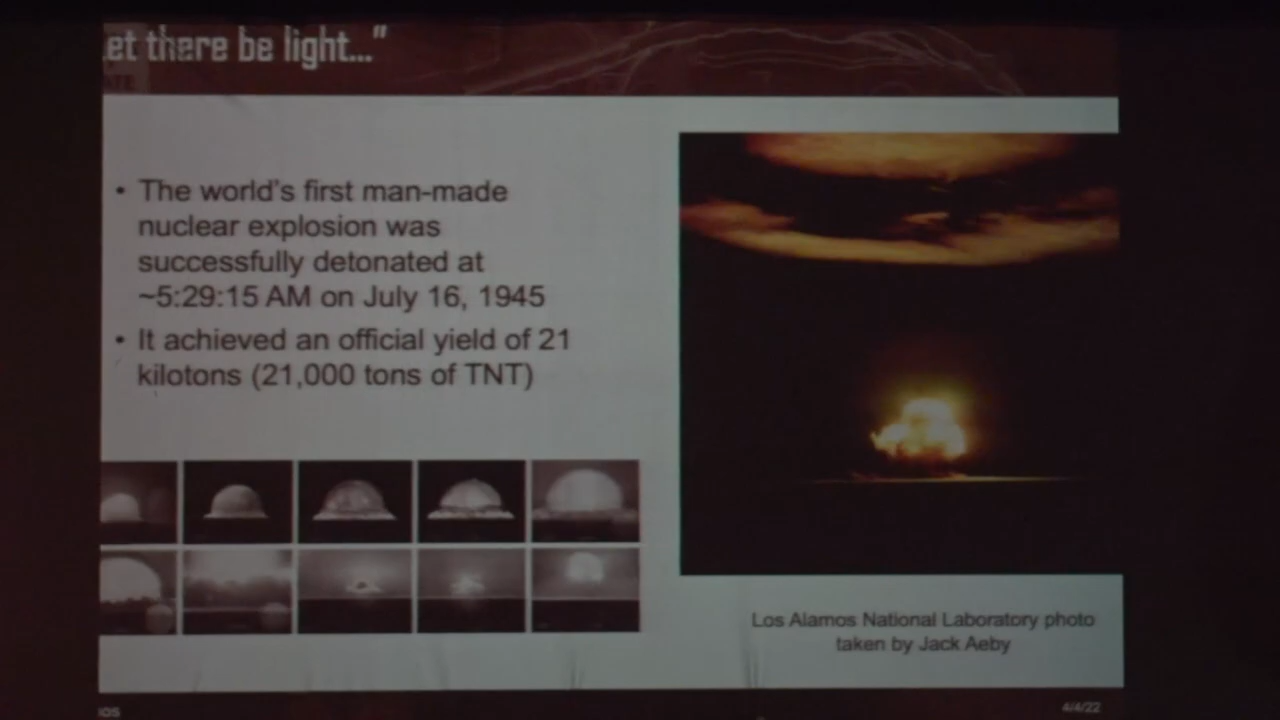 et there be light..."
• The world's first man-made
nuclear explosion was
successfully detonated at
~5:29:15 AM on July 16, 1945
• It achieved an official yield of 21
kilotons (21,000 tons of TNT)
Los Alamos National Laboratory photo
taken by Jack Aeby
4/4/22